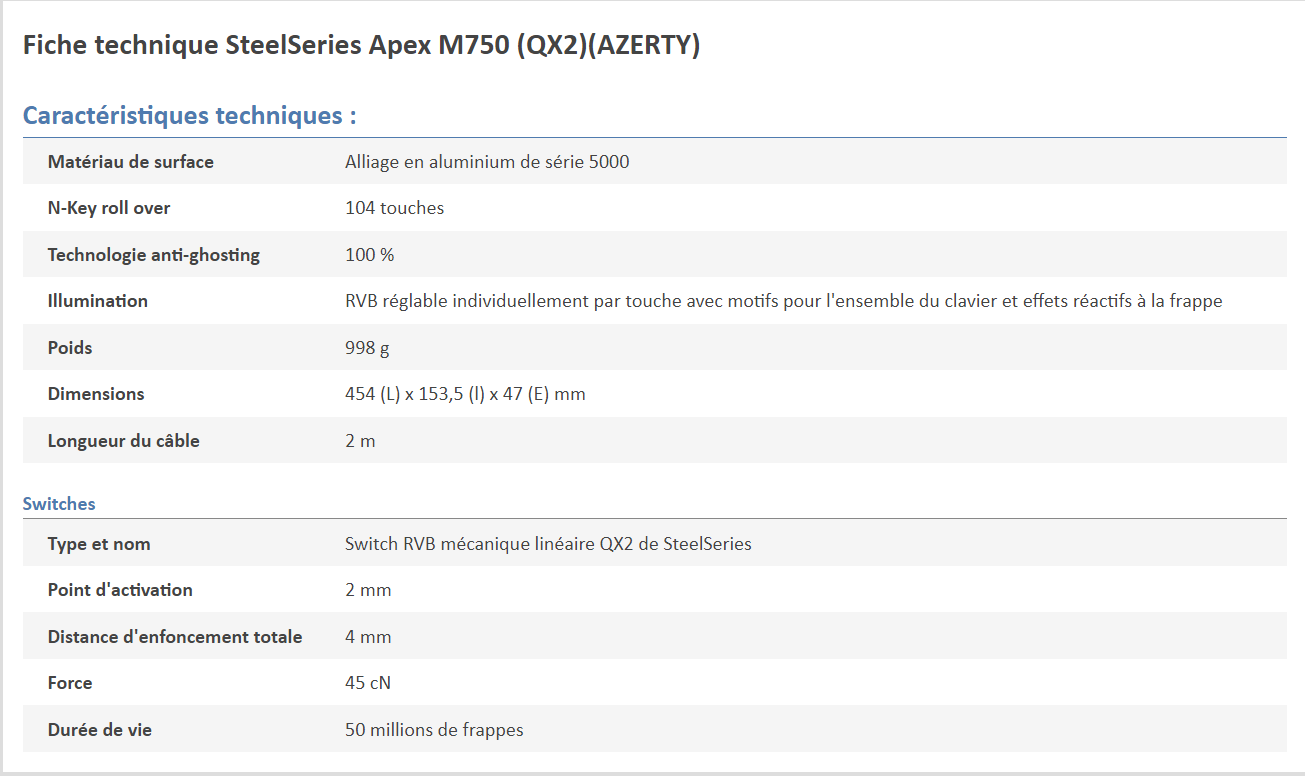 Fiche technique SteelSeries Apex M750 (QX2)(AZERTY)
Caractéristiques techniques :
Matériau de surface Alliage en aluminium de série 5000
N-Key roll over 104 touches
Technologie anti-ghosting 100 %
Illumination RVB réglable individuellement par touche avec motifs pour l'ensemble du clavier et effets réactifs à la frappe
Poids 998 g
Dimensions 454 (L) x 153,5 (l) x 47 (E) mm
Longueur du câble 2 m
Switches
Type et nom Switch RVB mécanique linéaire QX2 de SteelSeries
Point d'activation 2 mm
Distance d'enfoncement totale 4 mm
Force 45 cN
Durée de vie 50 millions de frappes